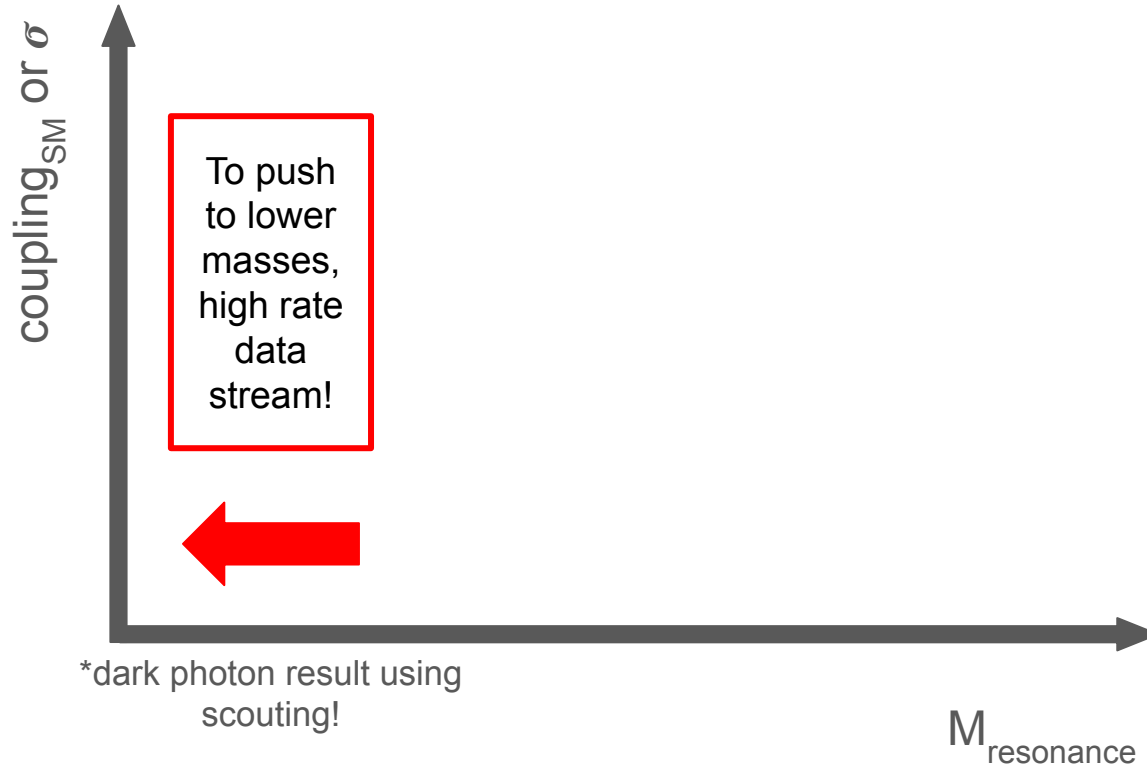 coupling_SM or σ
To push
to lower
masses,
high rate
data
stream!
*dark photon result using
scouting!
M_resonance